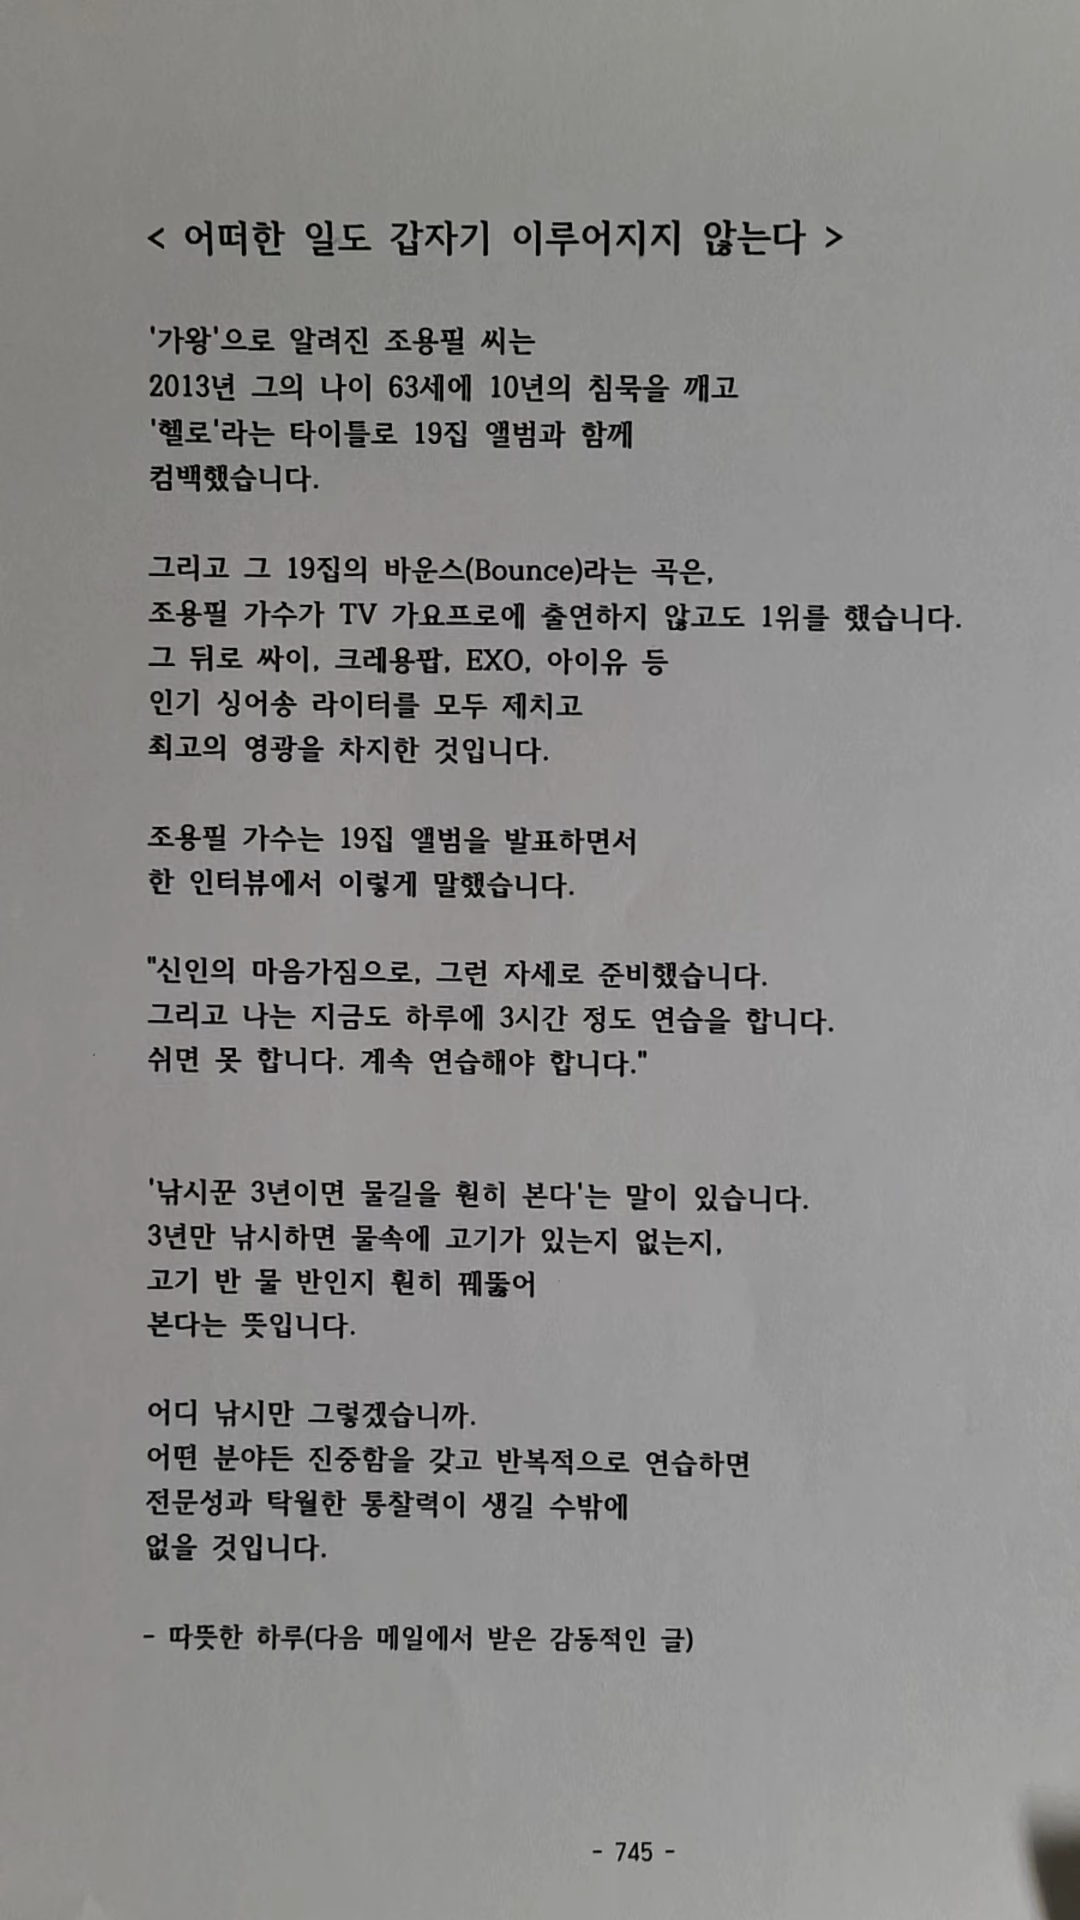 < 어떠한 일도 갑자기 이루어지지 않는다 >
'가왕'으로 알려진 조용필 씨는
2013년 그의 나이 63세에 10년의 침묵을 깨고
'헬로'라는 타이틀로 19집 앨범과 함께
컴백했습니다.
그리고 그 19집의 바운스(Bounce)라는 곡은,
조용필 가수가 TV 가요프로에 출연하지 않고도 1위를 했습니다.
그 뒤로 싸이, 크레용팝, EXO, 아이유 등
인기 싱어송 라이터를 모두 제치고
최고의 영광을 차지한 것입니다.
조용필 가수는 19집 앨범을 발표하면서
한 인터뷰에서 이렇게 말했습니다.
"신인의 마음가짐으로, 그런 자세로 준비했습니다.
그리고 나는 지금도 하루에 3시간 정도 연습을 합니다.
쉬면 못 합니다. 계속 연습해야 합니다."
'낚시꾼 3년이면 물길을 훤히 본다'는 말이 있습니다.
3년만 낚시하면 물속에 고기가 있는지 없는지,
고기 반 물 반인지 훤히 꿰뚫어
본다는 뜻입니다.
어디 낚시만 그렇겠습니까.
어떤 분야든 진중함을 갖고 반복적으로 연습하면
전문성과 탁월한 통찰력이 생길 수밖에
없을 것입니다.
- 따뜻한 하루(다음 메일에서 받은 감동적인 글)
- 745 -